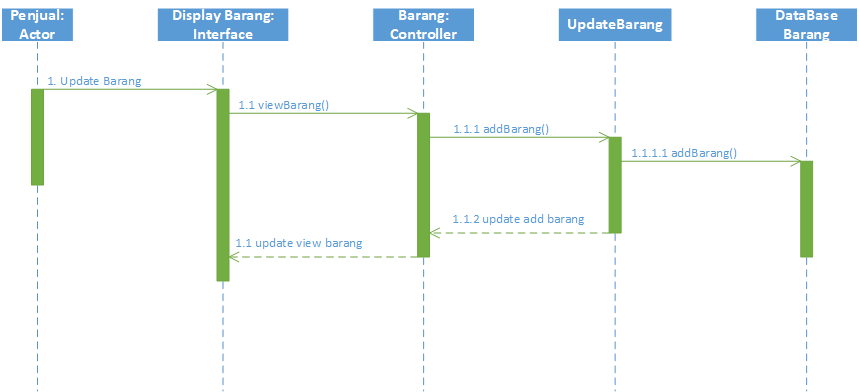 Penjual:
Actor
Display Barang:
Interface
Barang:
Controller
UpdateBarang
DataBase
Barang
1. Update Barang
1.1 viewBarang()
1.1.1 addBarang()
1.1.1.1 addBarang()
1.1.2 update add barang
1.1 update view barang